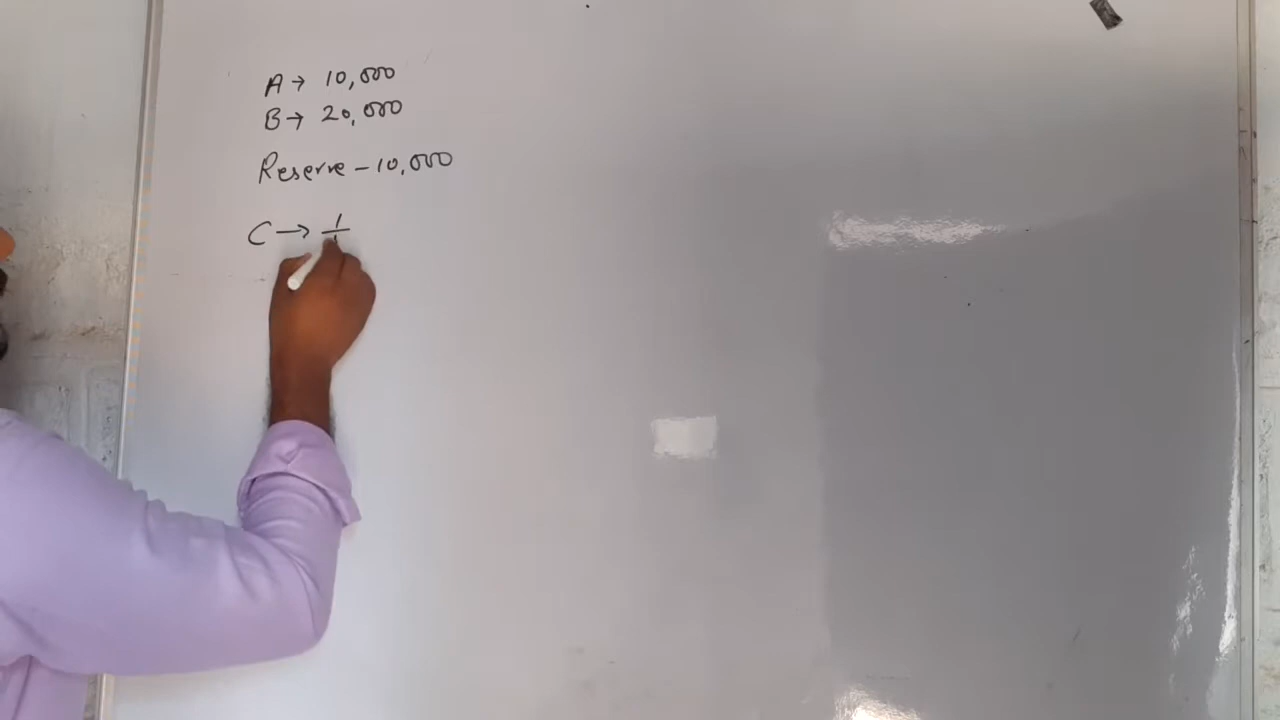 A → 10,000
B → 20,000
Reserve - 10,000
C → 1/